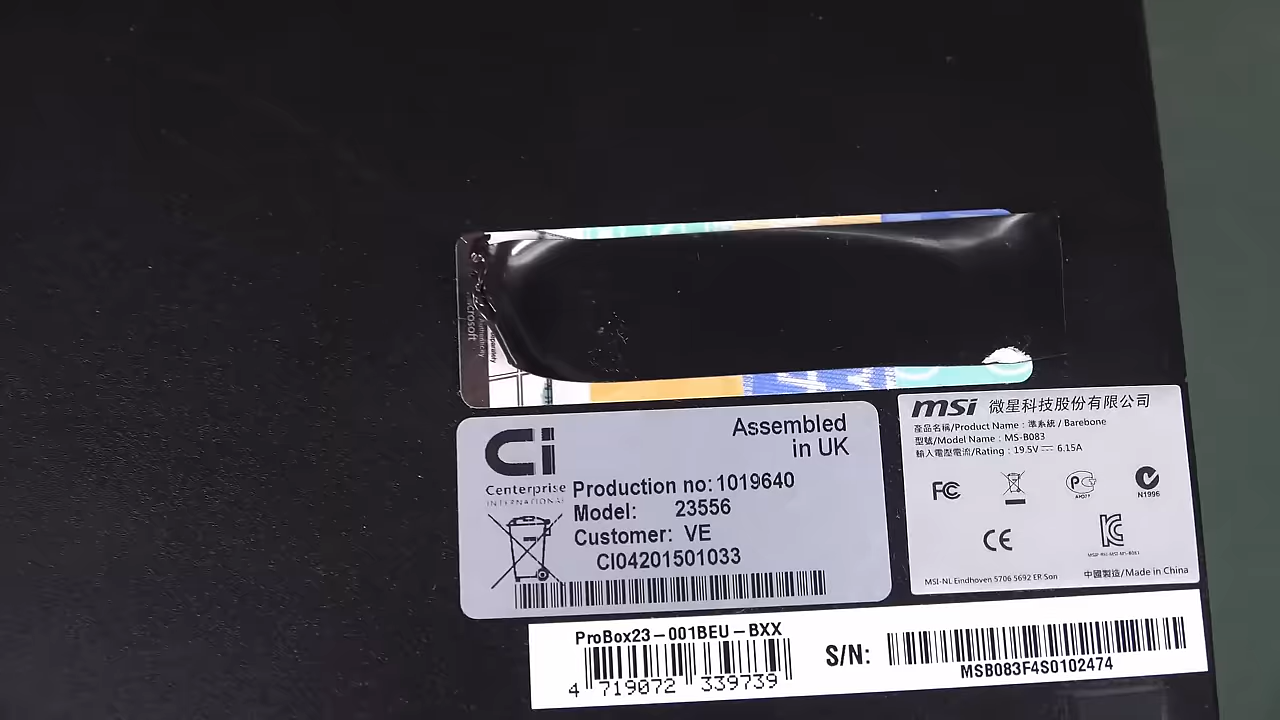 Microsoft
Ci
Centerprise
INTERNATIONAL
Assembled
in UK
Production no: 1019640
Model: 23556
Customer: VE
CI04201501033
msi 微星科技股份有限公司
產品名稱/Product Name : 準系統 / Barebone
型號/Model Name : MS-B083
輸入電壓電流/Rating : 19.5V 6.15A
FC
N1996
CE
MSI-NL Eindhoven 5706 5692 ER Son
中國製造/Made in China
ProBox23-001BEU-BXX
4 719072 339739
S/N:
MSB083F4S0102474